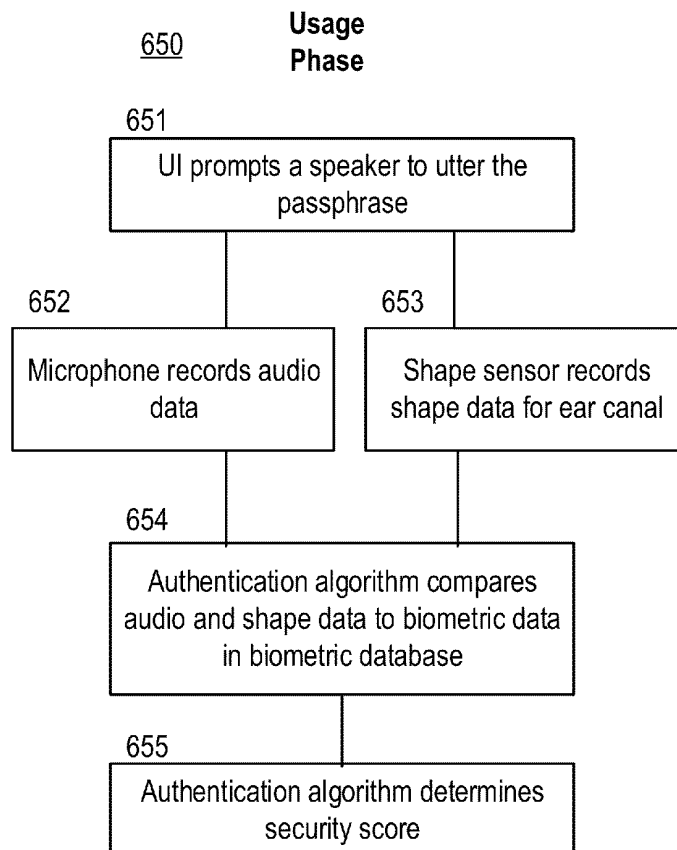 650
Usage
Phase
651
UI prompts a speaker to utter the
passphrase
652
Microphone records audio
data
653
Shape sensor records
shape data for ear canal
654
Authentication algorithm compares
audio and shape data to biometric data
in biometric database
655
Authentication algorithm determines
security score